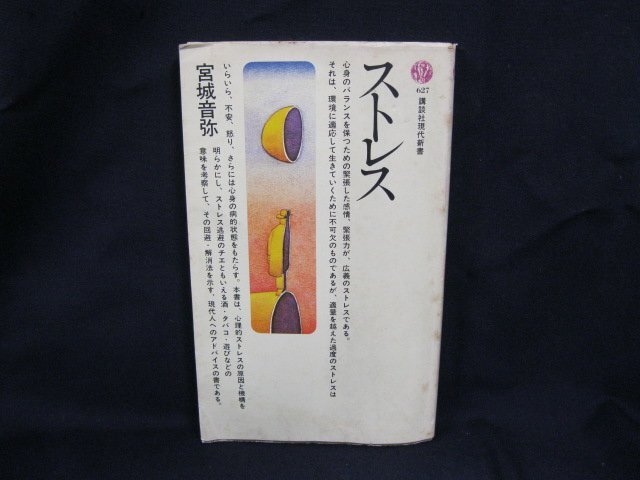 627
講談社現代新書
ストレス
心身のバランスを保つための緊張した感情、緊張力が、広義のストレスである。
それは、環境に適応して生きていくために不可欠のものであるが、適量を越えた過度のストレスは
いらいら、不安、怒り、さらには心身の病的状態をもたらす。本書は、心理的ストレスの原因と機構を
明らかにし、ストレス逃避のチエともいえる酒・タバコ・遊びなどの
意味を考察して、その回避・解消法を示す、現代人へのアドバイスの書である。
宮城音弥